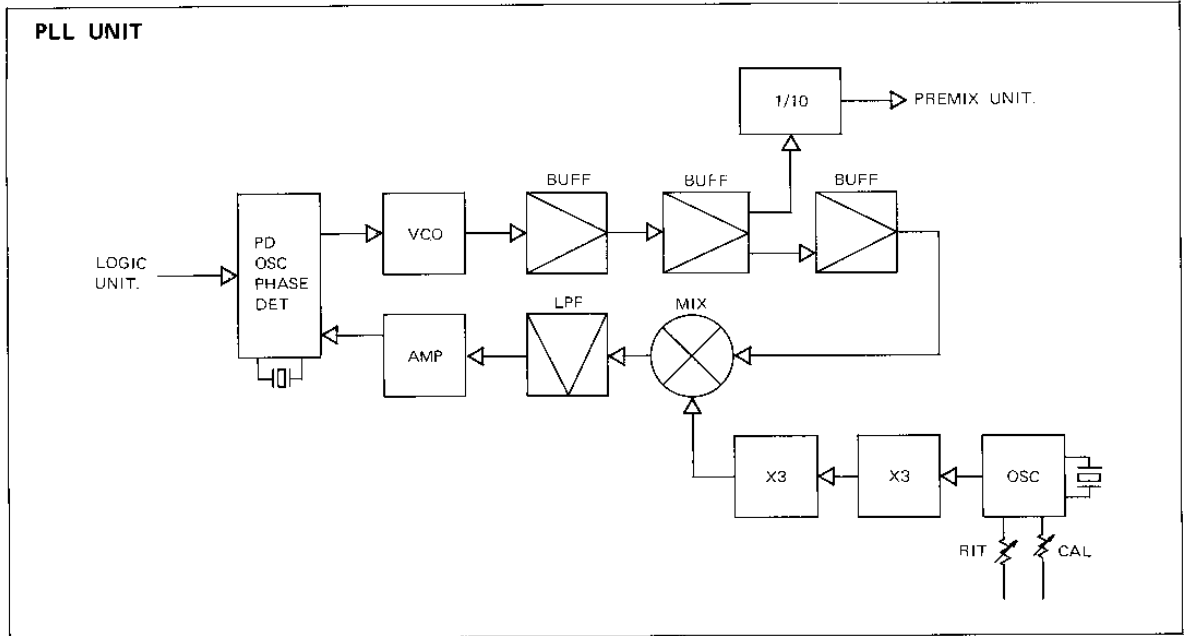 PLL UNIT
1/10
PREMIX UNIT.
BUFF
BUFF
BUFF
VCO
LOGIC
UNIT.
PD
OSC
PHASE
DET
LPF
MIX
AMP
X3
X3
OSC
RIT
CAL